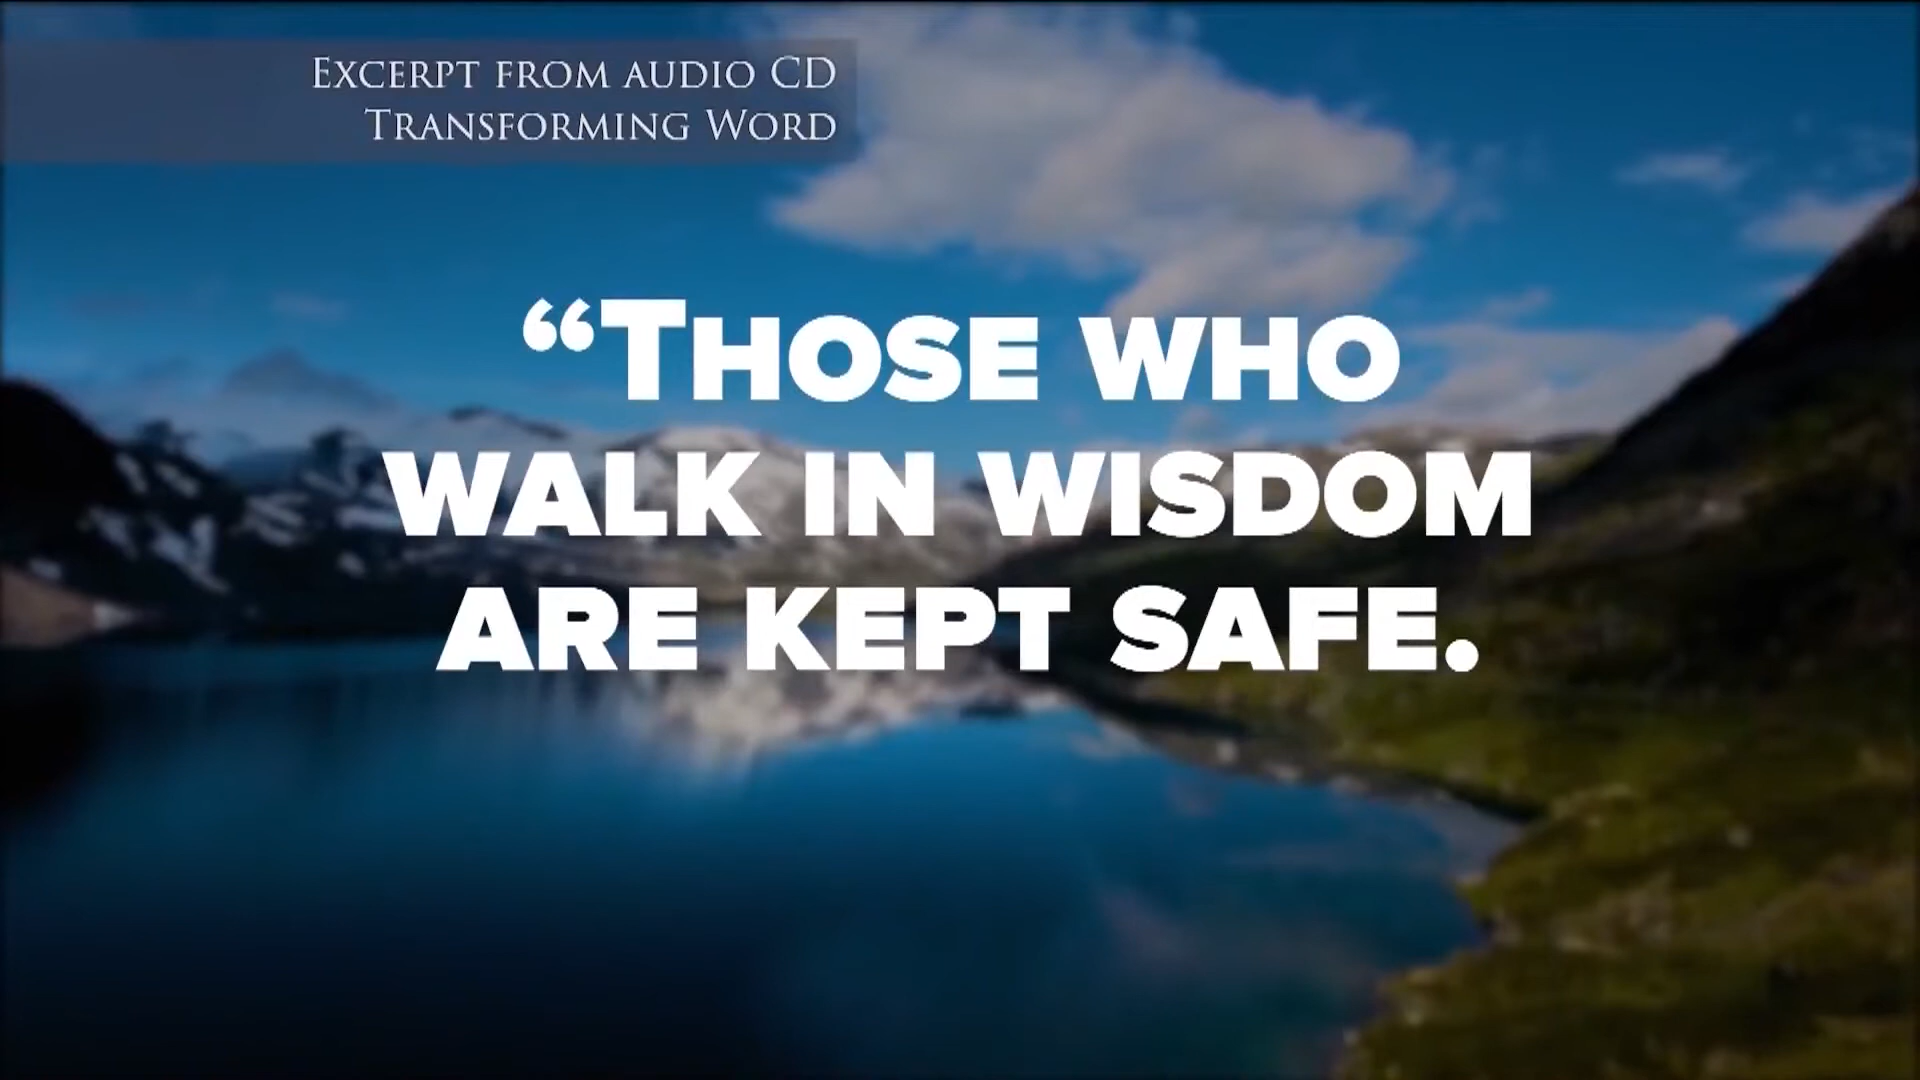 Excerpt from audio CD
Transforming Word
“Those who
walk in wisdom
are kept safe.